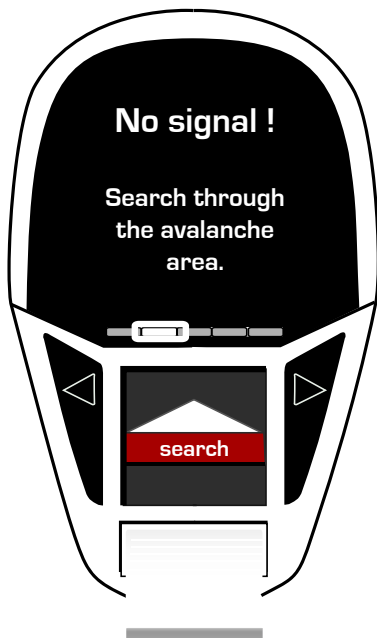 No signal !
Search through
the avalanche
area.
search